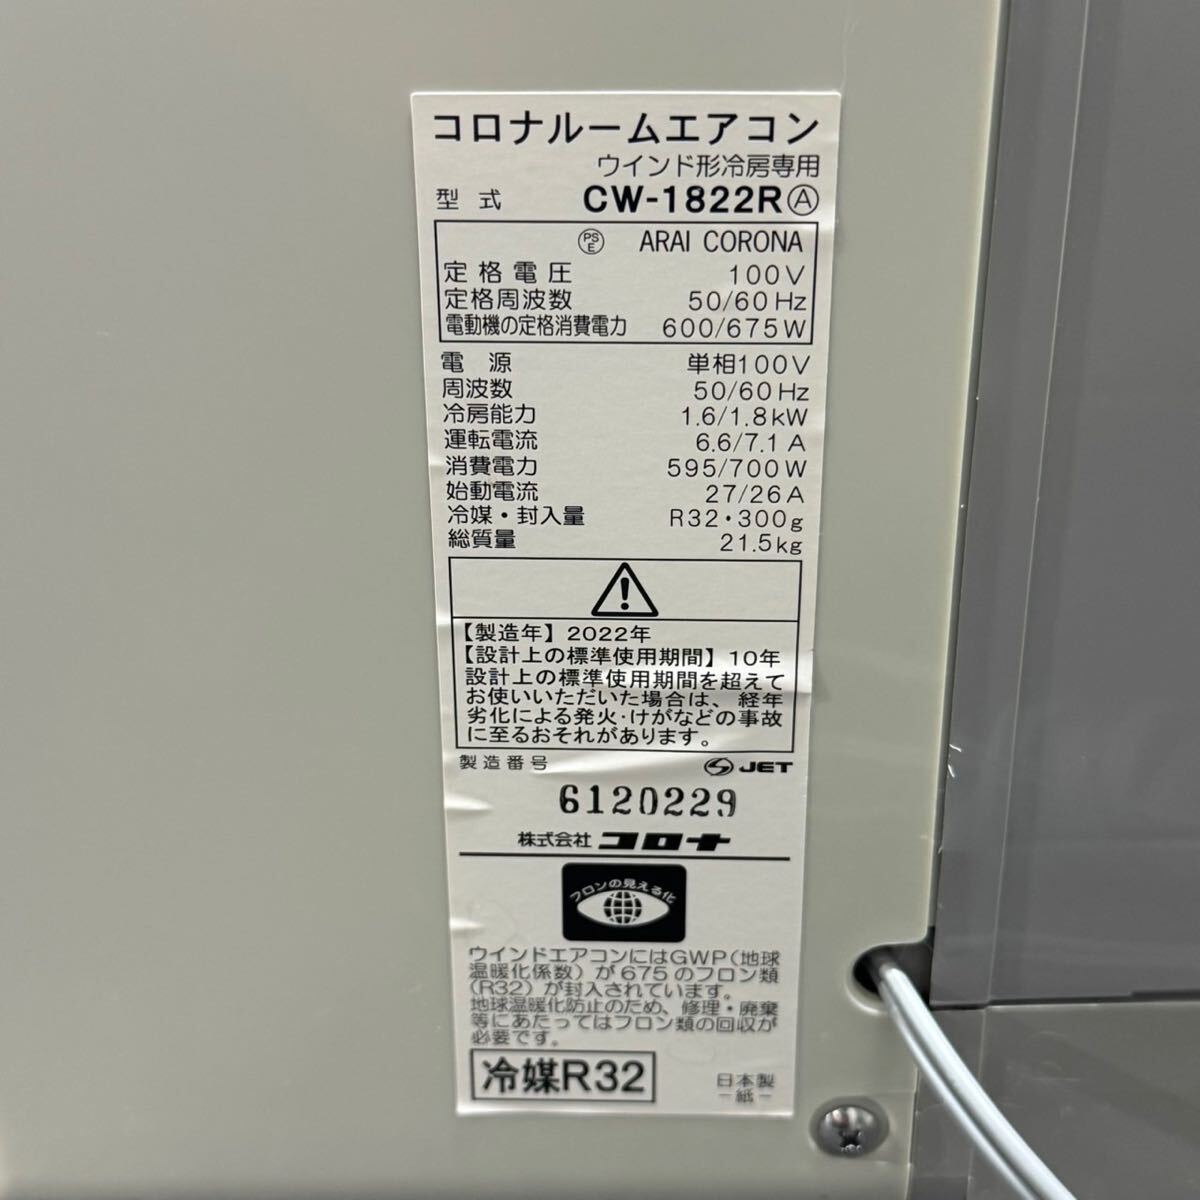 コロナルームエアコン
ウインド形冷房専用
型式 CW-1822RⒶ
PSE ARAI CORONA
定格電圧 100V
定格周波数 50/60Hz
電動機の定格消費電力 600/675W
電源 単相100V
周波数 50/60Hz
冷房能力 1.6/1.8kW
運転電流 6.6/7.1A
消費電力 595/700W
始動電流 27/26A
冷媒・封入量 R32・300g
総質量 21.5kg
【製造年】2022年
【設計上の標準使用期間】10年
設計上の標準使用期間を超えて
お使いいただいた場合は、経年
劣化による発火・けがなどの事故
に至るおそれがあります。
製造番号 JET
6120229
株式会社 コロナ
フロンの見える化
ウインドエアコンにはGWP(地球
温暖化係数)が675のフロン類
(R32)が封入されています。
地球温暖化防止のため、修理・廃棄
等にあたってはフロン類の回収が
必要です。
冷媒R32
日本製
-紙-